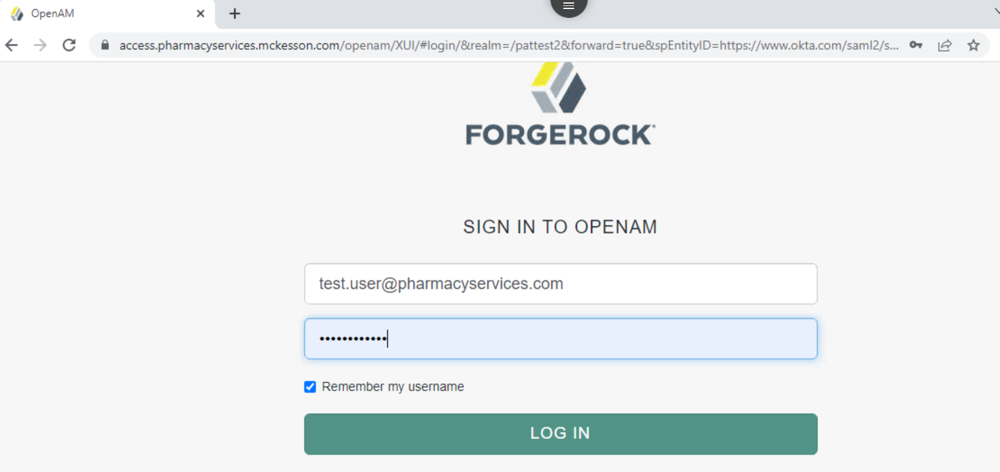 OpenAM
access.pharmacyservices.mckesson.com/openam/XUI/#login/&realm=/pattest2&forward=true&spEntityID=https://www.okta.com/saml2/s...
FORGEROCK
SIGN IN TO OPENAM
test.user@pharmacyservices.com
••••••••••••
Remember my username
LOG IN